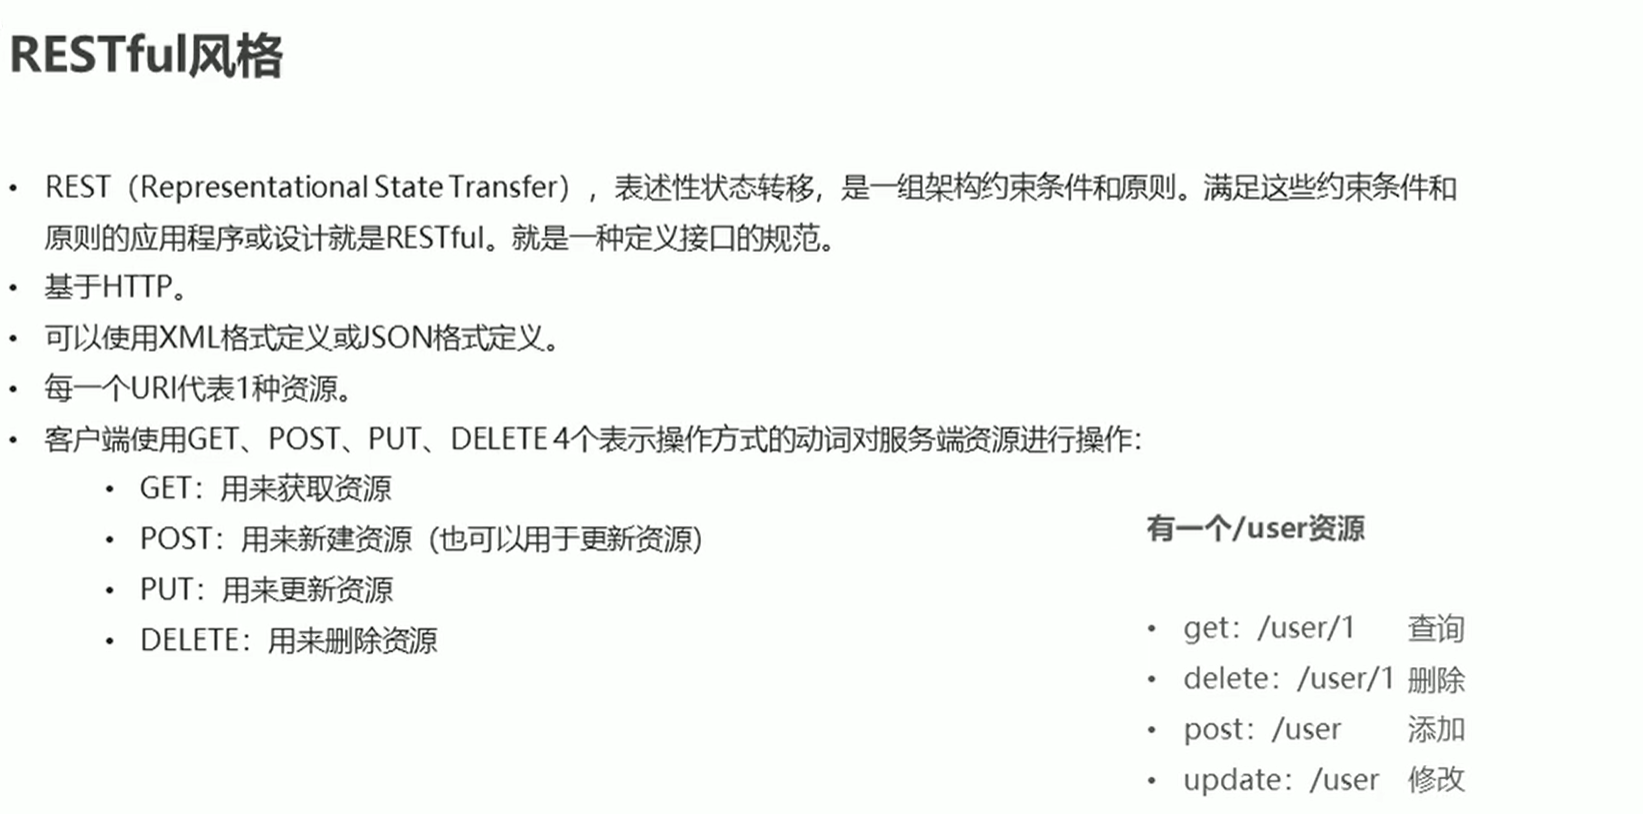 RESTful风格
• REST（Representational State Transfer），表述性状态转移，是一组架构约束条件和原则。满足这些约束条件和
原则的应用程序或设计就是RESTful。就是一种定义接口的规范。
• 基于HTTP。
• 可以使用XML格式定义或JSON格式定义。
• 每一个URI代表1种资源。
• 客户端使用GET、POST、PUT、DELETE 4个表示操作方式的动词对服务端资源进行操作：
• GET：用来获取资源
• POST：用来新建资源（也可以用于更新资源）
• PUT：用来更新资源
• DELETE：用来删除资源
有一个/user资源
• get：/user/1 查询
• delete：/user/1 删除
• post：/user 添加
• update：/user 修改